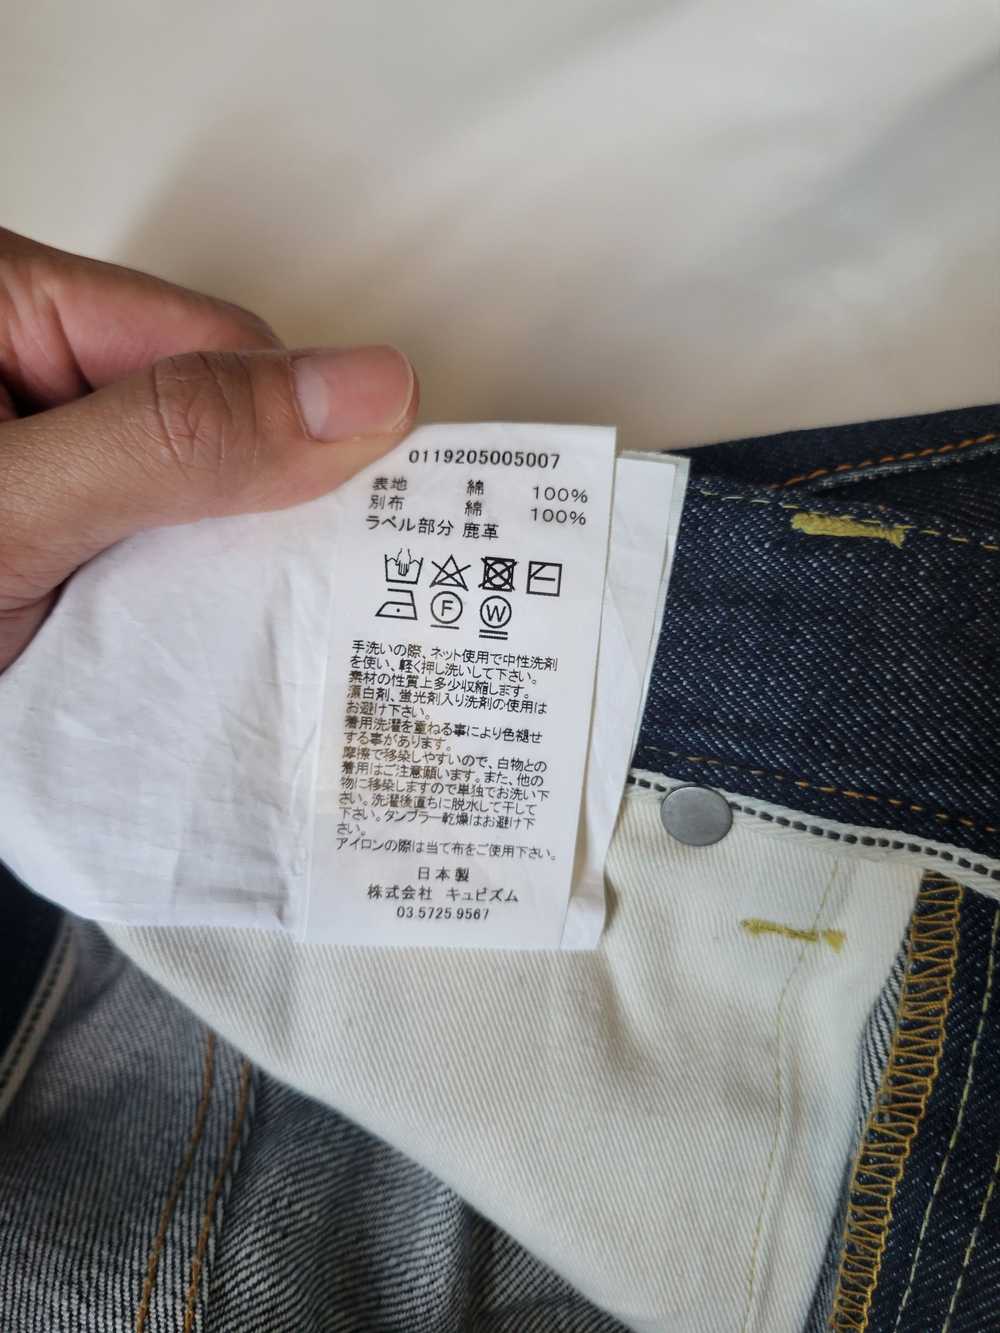 0119205005007
表地 綿 100%
別布 綿 100%
ラベル部分 鹿革
F W
手洗いの際、ネット使用で中性洗剤
を使い、軽く押し洗いして下さい。
素材の性質上多少収縮します。
漂白剤、蛍光剤入り洗剤の使用は
お避け下さい。
着用洗濯を重ねる事により色褪せ
する事があります。
摩擦で移染しやすいので、白物との
着用はご注意願います。また、他の
物に移染しますので単独でお洗い下
さい。洗濯後直ちに脱水して干して
下さい。タンブラー乾燥はお避け下
さい。
アイロンの際は当て布をご使用下さい。
日本製
株式会社 キュビズム
03.5725.9567